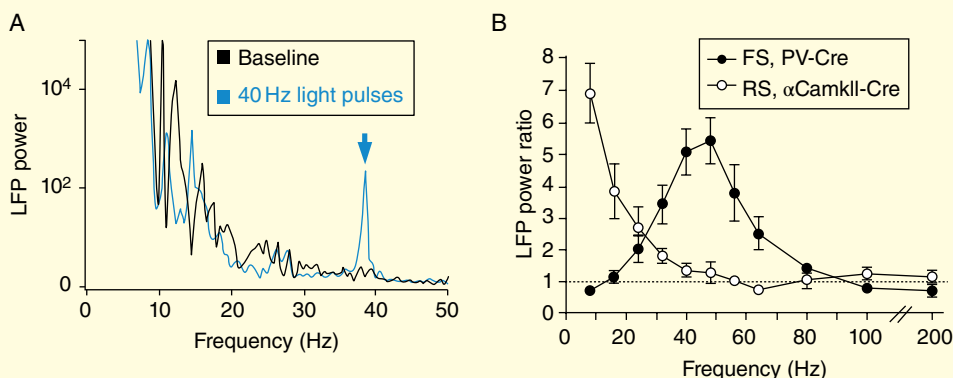 A
LFP power
10⁴
10²
0
Baseline
40 Hz light pulses
0 10 20 30 40 50
Frequency (Hz)
B
LFP power ratio
8
7
6
5
4
3
2
1
0
FS, PV-Cre
RS, αCamkII-Cre
0 20 40 60 80 100 200
Frequency (Hz)